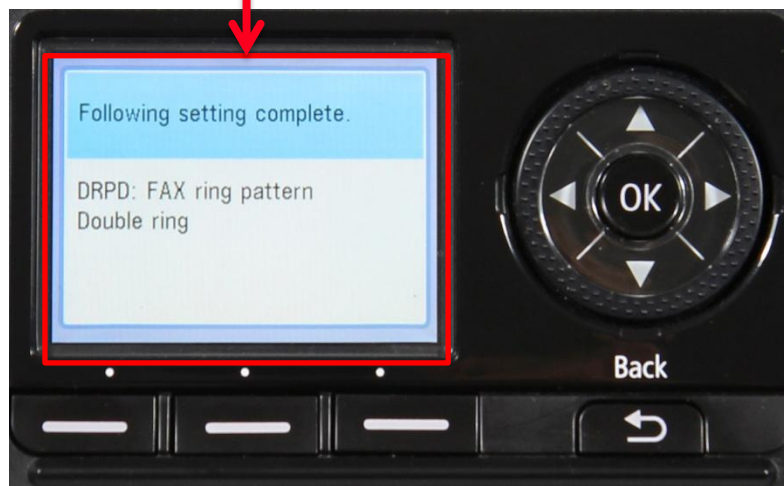 Following setting complete.
DRPD: FAX ring pattern
Double ring
OK
Back